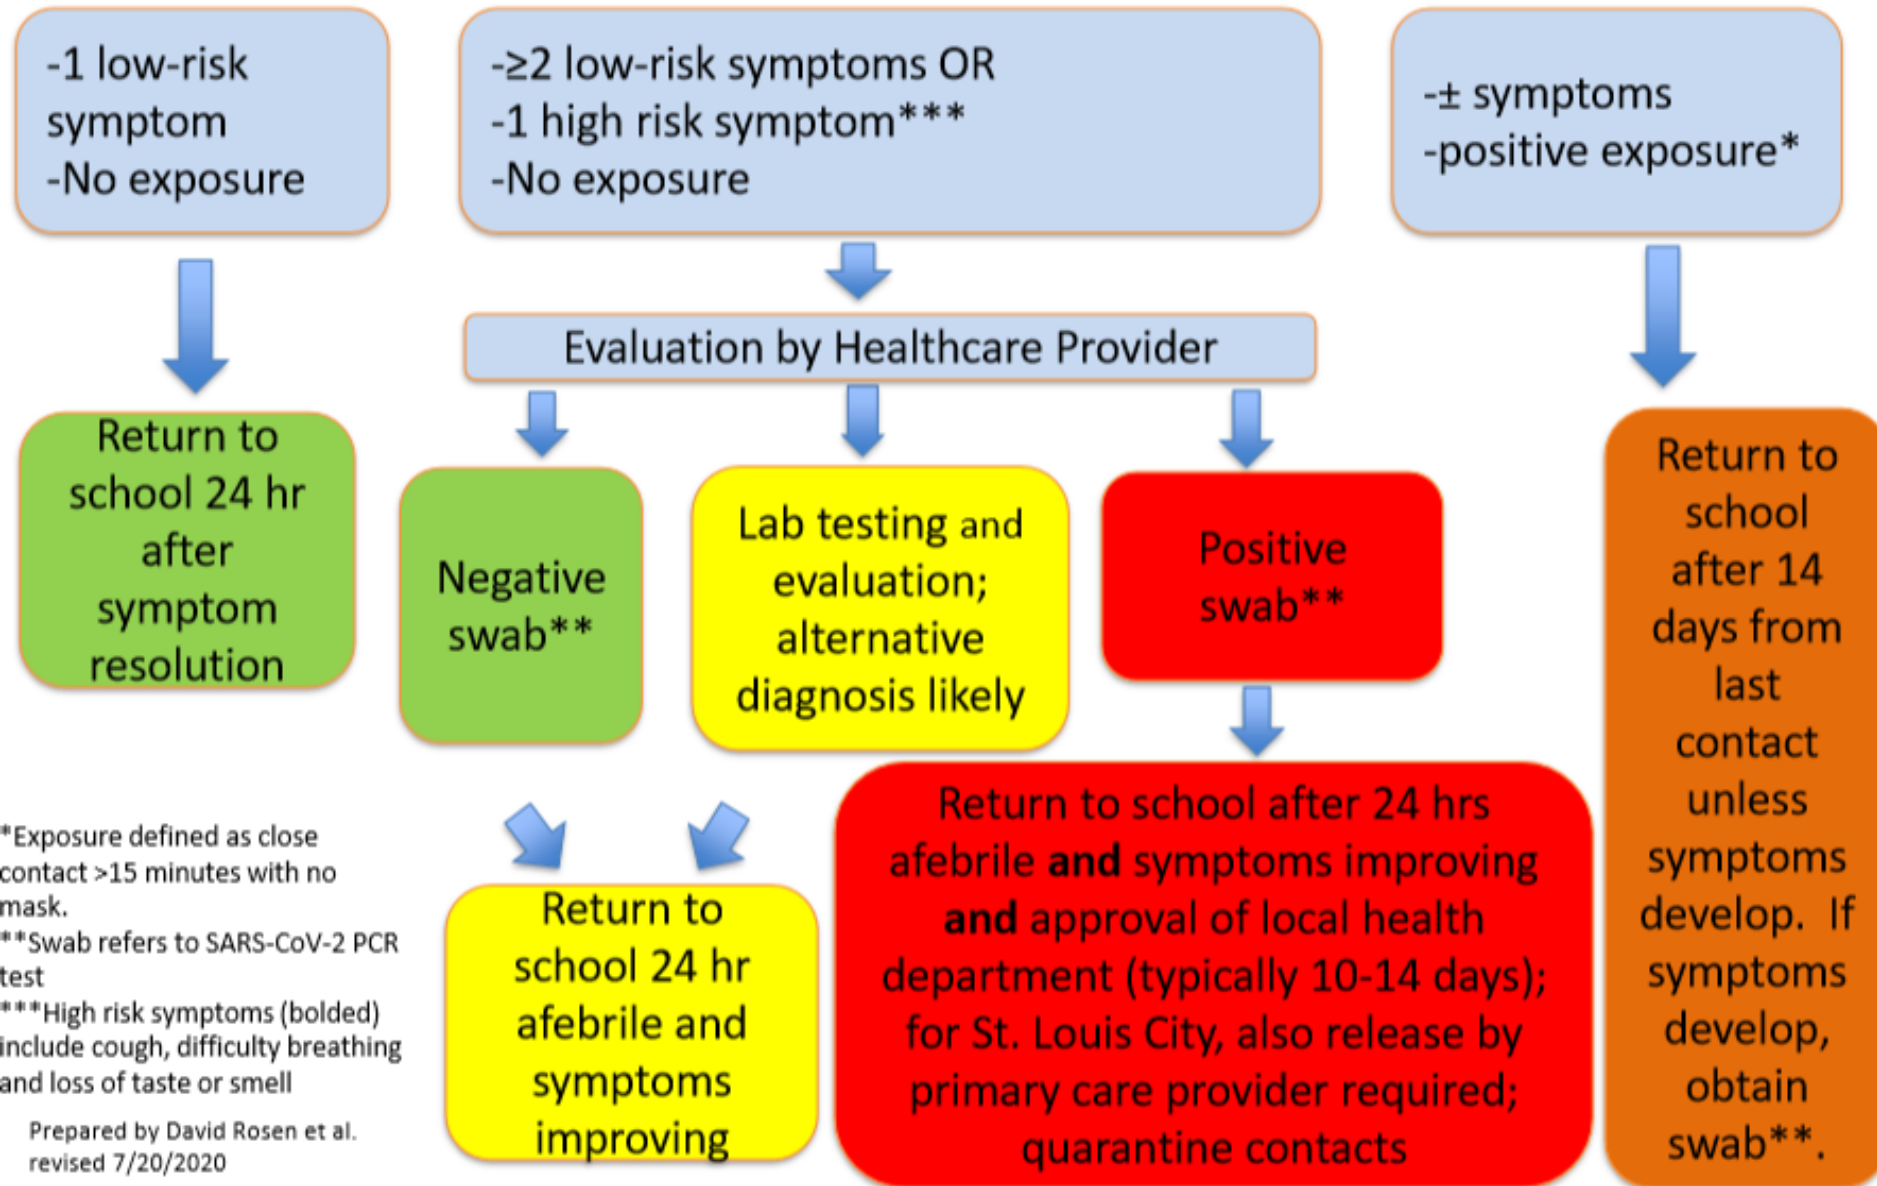 -1 low-risk
symptom
-No exposure
-≥2 low-risk symptoms OR
-1 high risk symptom***
-No exposure
-± symptoms
-positive exposure*
Evaluation by Healthcare Provider
Return to
school 24 hr
after
symptom
resolution
Negative
swab**
Lab testing and
evaluation;
alternative
diagnosis likely
Positive
swab**
Return to
school
after 14
days from
last
contact
unless
symptoms
develop. If
symptoms
develop,
obtain
swab**.
Return to
school 24 hr
afebrile and
symptoms
improving
Return to school after 24 hrs
afebrile and symptoms improving
and approval of local health
department (typically 10-14 days);
for St. Louis City, also release by
primary care provider required;
quarantine contacts
*Exposure defined as close
contact >15 minutes with no
mask.
**Swab refers to SARS-CoV-2 PCR
test
***High risk symptoms (bolded)
include cough, difficulty breathing
and loss of taste or smell
Prepared by David Rosen et al.
revised 7/20/2020